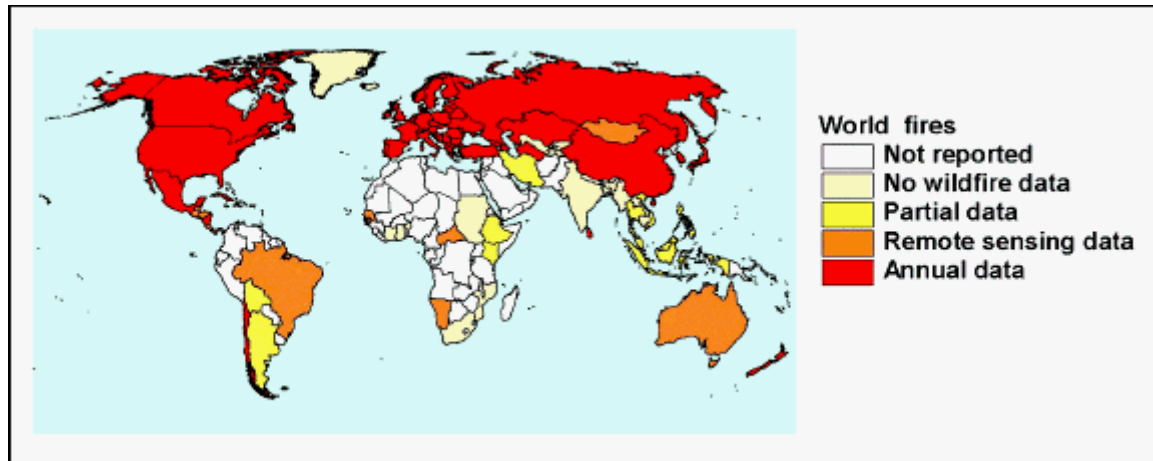 World fires
Not reported
No wildfire data
Partial data
Remote sensing data
Annual data